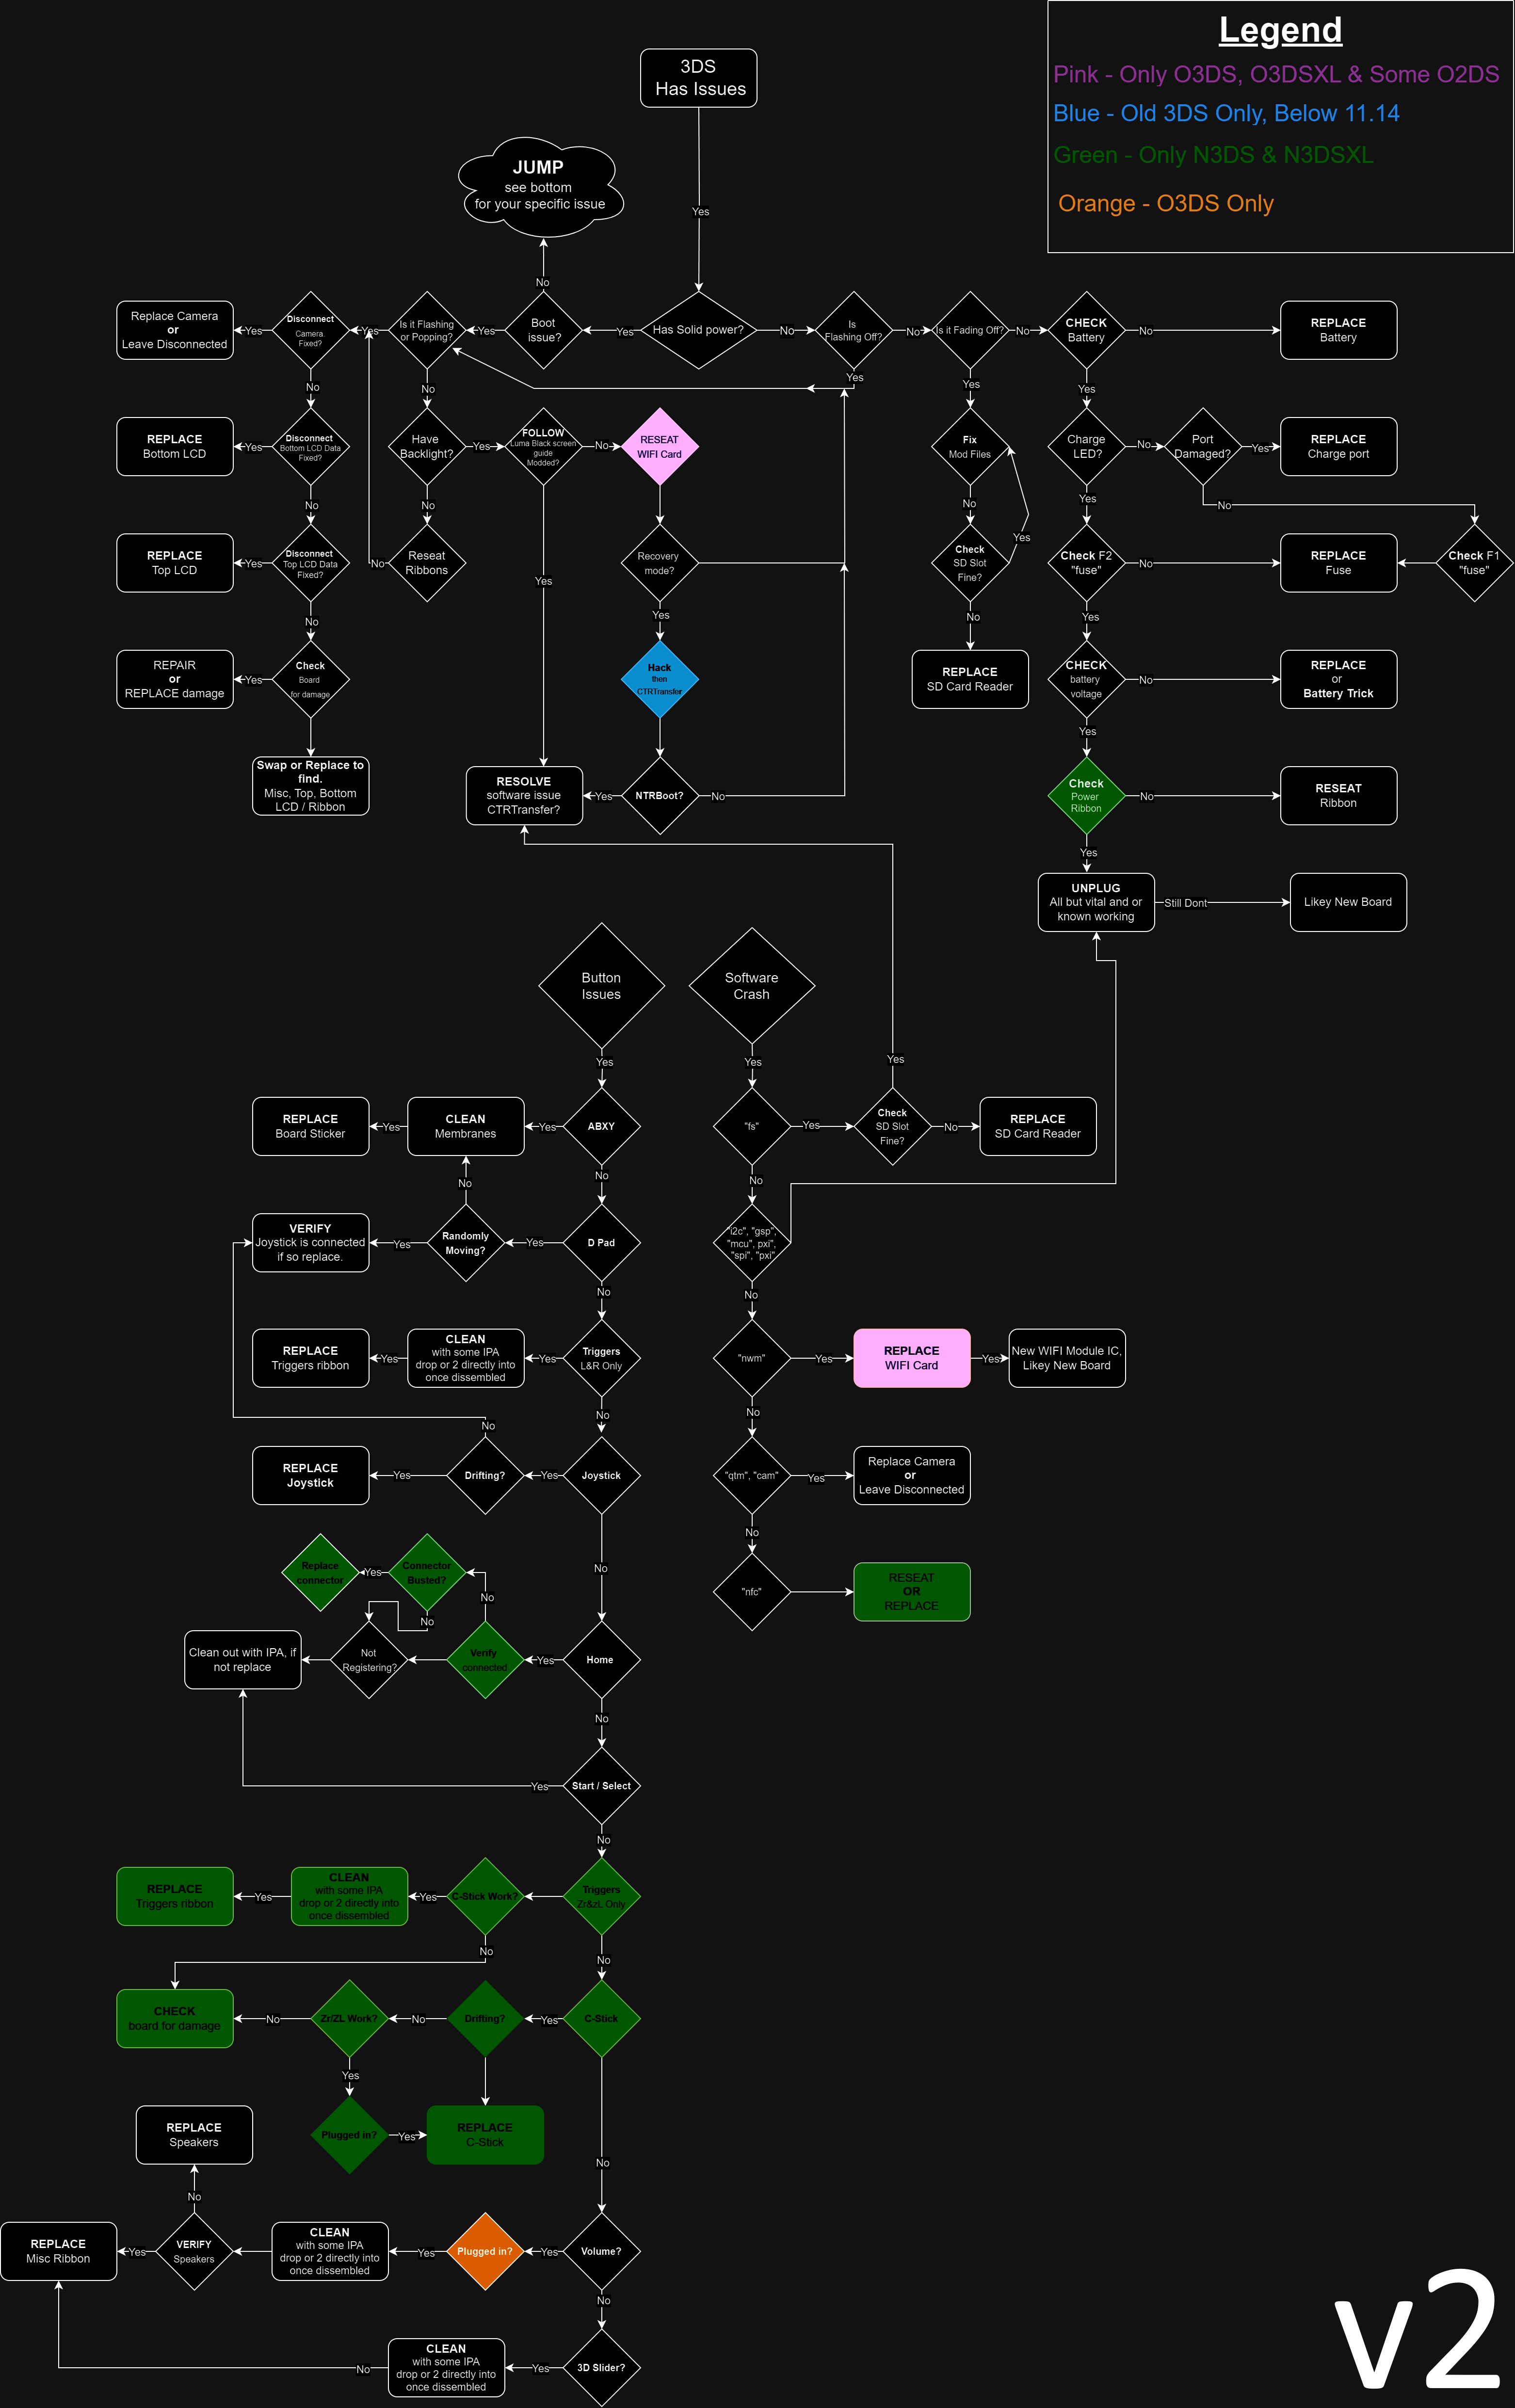 Legend
Pink - Only O3DS, O3DSXL & Some O2DS
Blue - Old 3DS Only, Below 11.14
Green - Only N3DS & N3DSXL
Orange - O3DS Only
3DS
Has Issues
Yes
JUMP
see bottom
for your specific issue
No
Replace Camera
or
Leave Disconnected
Yes
Disconnect
Camera
Fixed?
Yes
Is it Flashing
or Popping?
Yes
Boot
issue?
Yes
Has Solid power?
No
Is
Flashing Off?
No
Is it Fading Off?
No
CHECK
Battery
No
REPLACE
Battery
No
No
Yes
Yes
Yes
REPLACE
Bottom LCD
Yes
Disconnect
Bottom LCD Data
Fixed?
Have
Backlight?
Yes
FOLLOW
Luma Black screen
guide
Modded?
No
RESEAT
WIFI Card
Fix
Mod Files
Charge
LED?
No
Port
Damaged?
Yes
REPLACE
Charge port
No
No
No
Yes
No
REPLACE
Top LCD
Yes
Disconnect
Top LCD Data
Fixed?
No
Reseat
Ribbons
Yes
Recovery
mode?
Check
SD Slot
Fine?
Yes
Check F2
"fuse"
No
REPLACE
Fuse
Check F1
"fuse"
No
Yes
No
Yes
REPAIR
or
REPLACE damage
Yes
Check
Board
for damage
Hack
then
CTRTransfer
REPLACE
SD Card Reader
CHECK
battery
voltage
No
REPLACE
or
Battery Trick
Yes
Swap or Replace to
find.
Misc, Top, Bottom
LCD / Ribbon
RESOLVE
software issue
CTRTransfer?
Yes
NTRBoot?
No
Check
Power
Ribbon
No
RESEAT
Ribbon
Yes
UNPLUG
All but vital and or
known working
Still Dont
Likey New Board
Button
Issues
Software
Crash
Yes
Yes
Yes
REPLACE
Board Sticker
Yes
CLEAN
Membranes
Yes
ABXY
"fs"
Yes
Check
SD Slot
Fine?
No
REPLACE
SD Card Reader
No
No
No
VERIFY
Joystick is connected
if so replace.
Yes
Randomly
Moving?
Yes
D Pad
"i2c", "gsp",
"mcu", pxi",
"spi", "pxi"
No
No
REPLACE
Triggers ribbon
Yes
CLEAN
with some IPA
drop or 2 directly into
once dissembled
Yes
Triggers
L&R Only
"nwm"
Yes
REPLACE
WIFI Card
Yes
New WIFI Module IC,
Likey New Board
No
No
No
REPLACE
Joystick
Yes
Drifting?
Yes
Joystick
"qtm", "cam"
Yes
Replace Camera
or
Leave Disconnected
No
No
Replace
connector
Yes
Connector
Busted?
No
No
"nfc"
RESEAT
OR
REPLACE
Clean out with IPA, if
not replace
Not
Registering?
Verify
connected
Yes
Home
No
Yes
Start / Select
No
REPLACE
Triggers ribbon
Yes
CLEAN
with some IPA
drop or 2 directly into
once dissembled
Yes
C-Stick Work?
Triggers
Zr&zL Only
No
No
CHECK
board for damage
No
Zr/ZL Work?
No
Drifting?
Yes
C-Stick
Yes
Plugged in?
Yes
REPLACE
C-Stick
REPLACE
Speakers
No
No
REPLACE
Misc Ribbon
Yes
VERIFY
Speakers
CLEAN
with some IPA
drop or 2 directly into
once dissembled
Yes
Plugged in?
Yes
Volume?
No
No
CLEAN
with some IPA
drop or 2 directly into
once dissembled
Yes
3D Slider?
v2